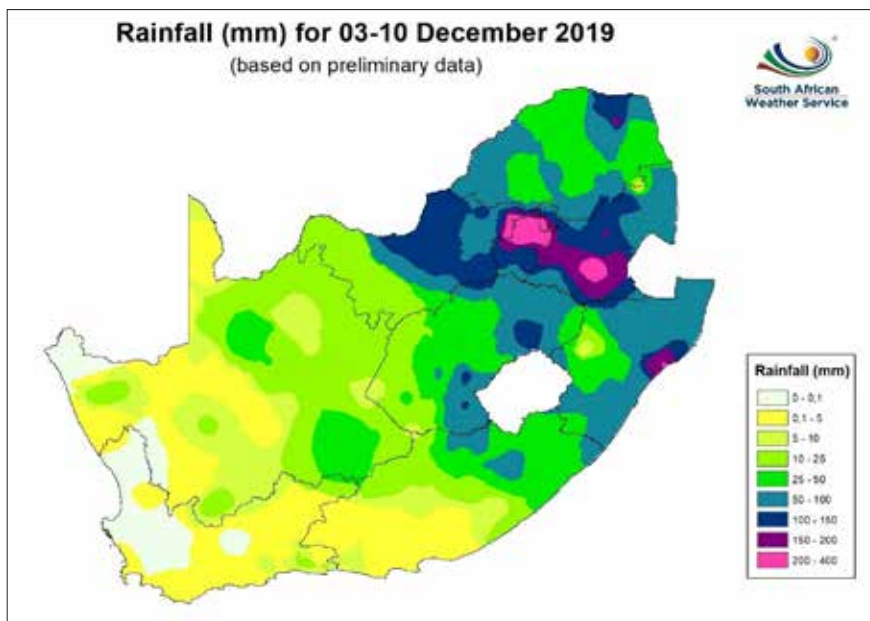 Rainfall (mm) for 03-10 December 2019
(based on preliminary data)
South African
Weather Service
Rainfall (mm)
0 - 0,1
0,1 - 5
5 - 10
10 - 25
25 - 50
50 - 100
100 - 150
150 - 200
200 - 400